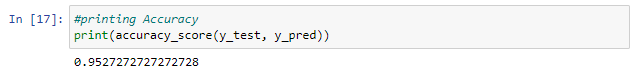 In [17]: #printing Accuracy
print(accuracy_score(y_test, y_pred))
0.9527272727272728